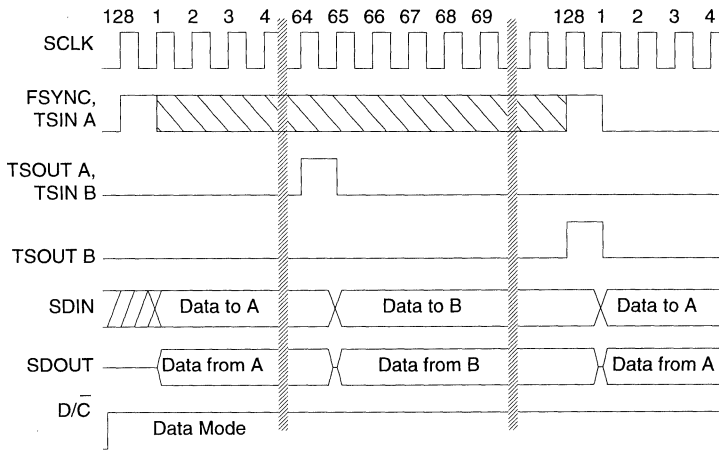 128 1 2 3 4 64 65 66 67 68 69 128 1 2 3 4
SCLK
FSYNC,
TSIN A
TSOUT A,
TSIN B
TSOUT B
SDIN Data to A Data to B Data to A
SDOUT Data from A Data from B Data from A
D/C̅
Data Mode